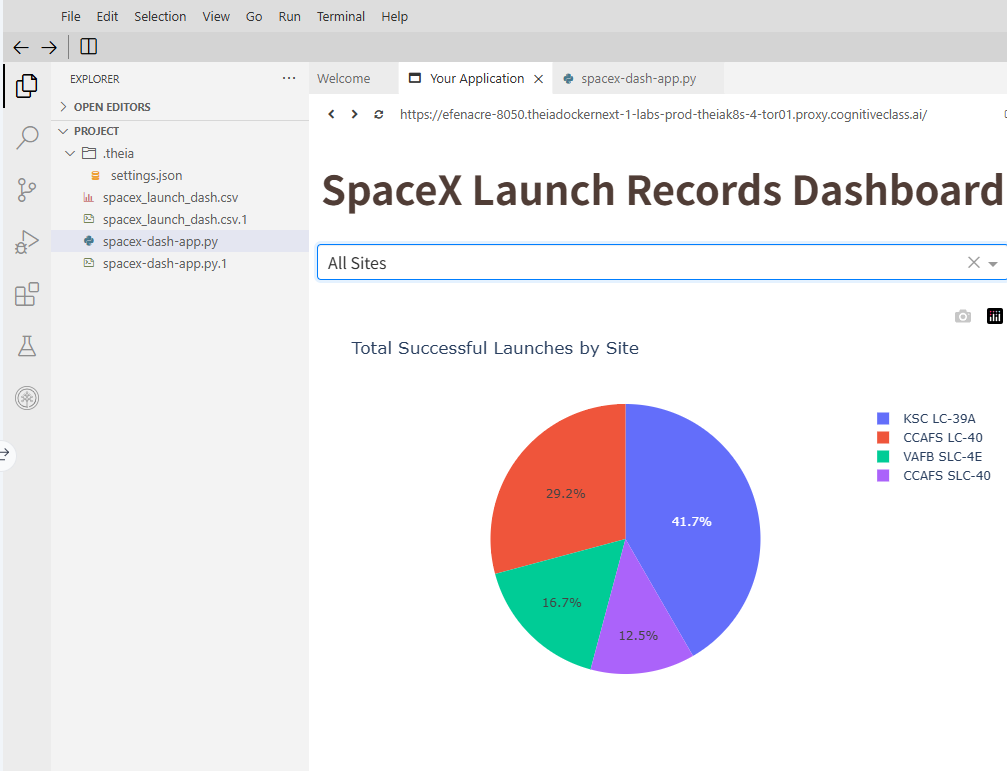 File Edit Selection View Go Run Terminal Help
EXPLORER
OPEN EDITORS
PROJECT
.theia
settings.json
spacex_launch_dash.csv
spacex_launch_dash.csv.1
spacex-dash-app.py
spacex-dash-app.py.1
Welcome Your Application spacex-dash-app.py
https://efenacre-8050.theiadockernext-1-labs-prod-theiak8s-4-tor01.proxy.cognitiveclass.ai/
SpaceX Launch Records Dashboard
All Sites
Total Successful Launches by Site
KSC LC-39A
CCAFS LC-40
VAFB SLC-4E
CCAFS SLC-40
29.2%
41.7%
16.7%
12.5%